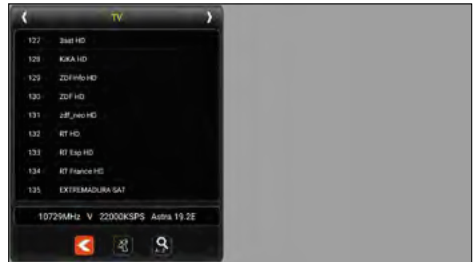 TV
127 3sat HD
128 KiKA HD
129 ZDFinfo HD
130 ZDF HD
131 zdf_neo HD
132 RT HD
133 RT Esp HD
134 RT France HD
135 EXTREMADURA SAT
10729MHz V 22000KSPS Astra 19.2E